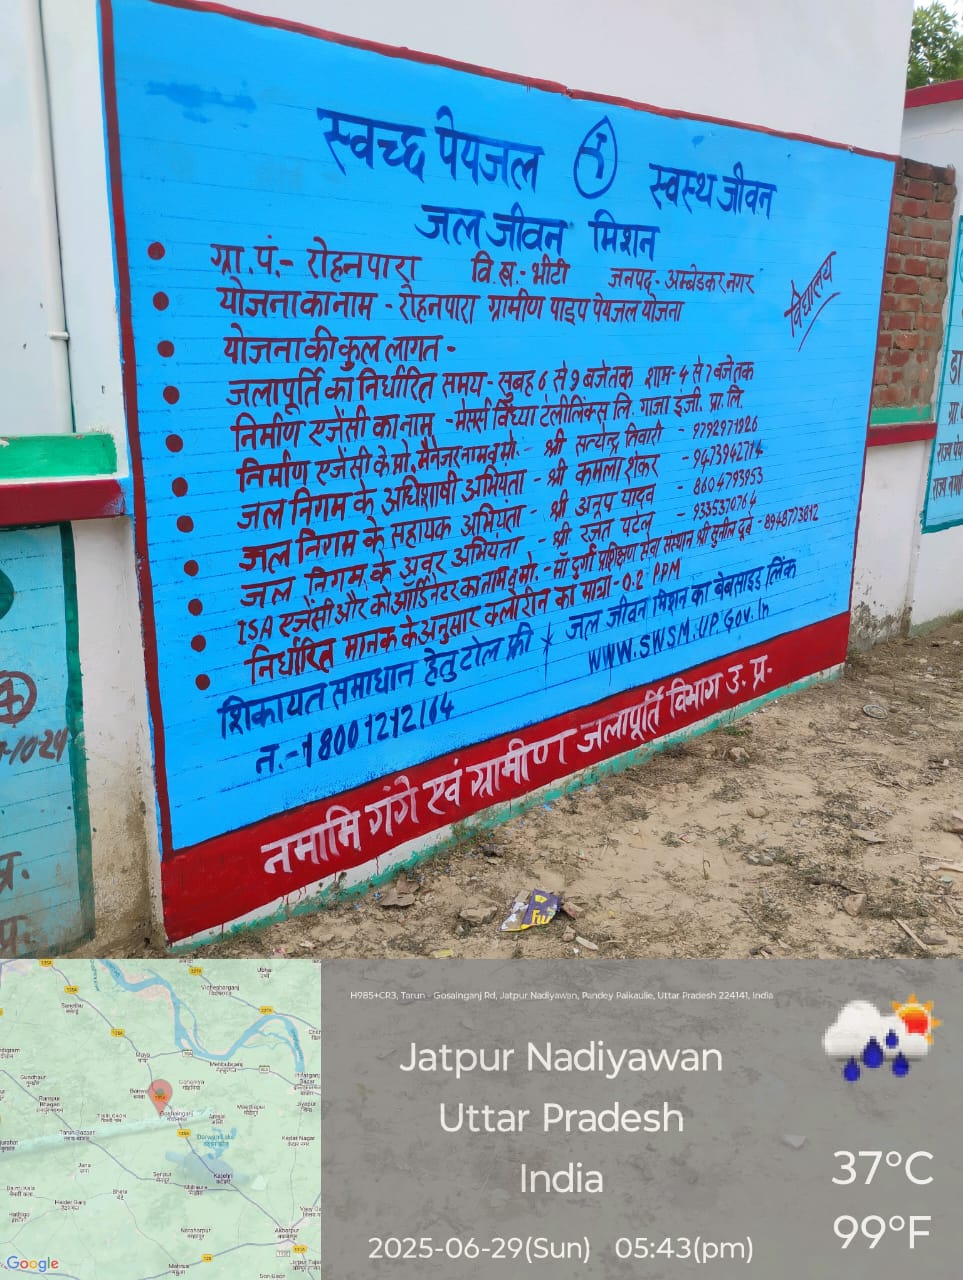 स्वच्छ पेयजल स्वस्थ जीवन
जल जीवन मिशन
ग्रा.पं.- रोहनपारा वि.ख.- भीटी जनपद- अम्बेडकर नगर
योजना का नाम - रोहनपारा ग्रामीण पाइप पेयजल योजना
विद्यालय
योजना की कुल लागत -
जलापूर्ति का निर्धारित समय - सुबह 6 से 9 बजे तक शाम- 4 से 7 बजे तक
निर्माण एजेंसी का नाम - मेसर्स विंध्या टेलीलिंक्स लि. गाजा इंजी. प्रा. लि.
निर्माण एजेंसी के प्रो. मैनेजर नाम व मो. - श्री सत्येन्द्र तिवारी - 9792971926
जल निगम के अधिशाषी अभियंता - श्री कमला शंकर - 9473942714
जल निगम के सहायक अभियंता - श्री अनूप यादव - 8604793953
जल निगम के अवर अभियंता - श्री रजत पटेल - 9335370764
ISA एजेंसी और कोऑर्डिनेटर का नाम व मो. - माँ दुर्गा प्रशिक्षण सेवा संस्थान श्री सुनील दूबे - 8948773812
निर्धारित मानक के अनुसार क्लोरीन की मात्रा - 0.2 PPM
शिकायत समाधान हेतु टोल फ्री
न.- 18001212164
जल जीवन मिशन का बेबसाइड लिंक
WWW.SWSM.UP.Gov.In
नमामि गंगे एवं ग्रामीण जलापूर्ति विभाग उ. प्र.
H985+CR3, Tarun - Gosainganj Rd, Jatpur Nadiyawan, Pandey Paikaulie, Uttar Pradesh 224141, India
Jatpur Nadiyawan
Uttar Pradesh
India
2025-06-29(Sun) 05:43(pm)
37°C
99°F
Google